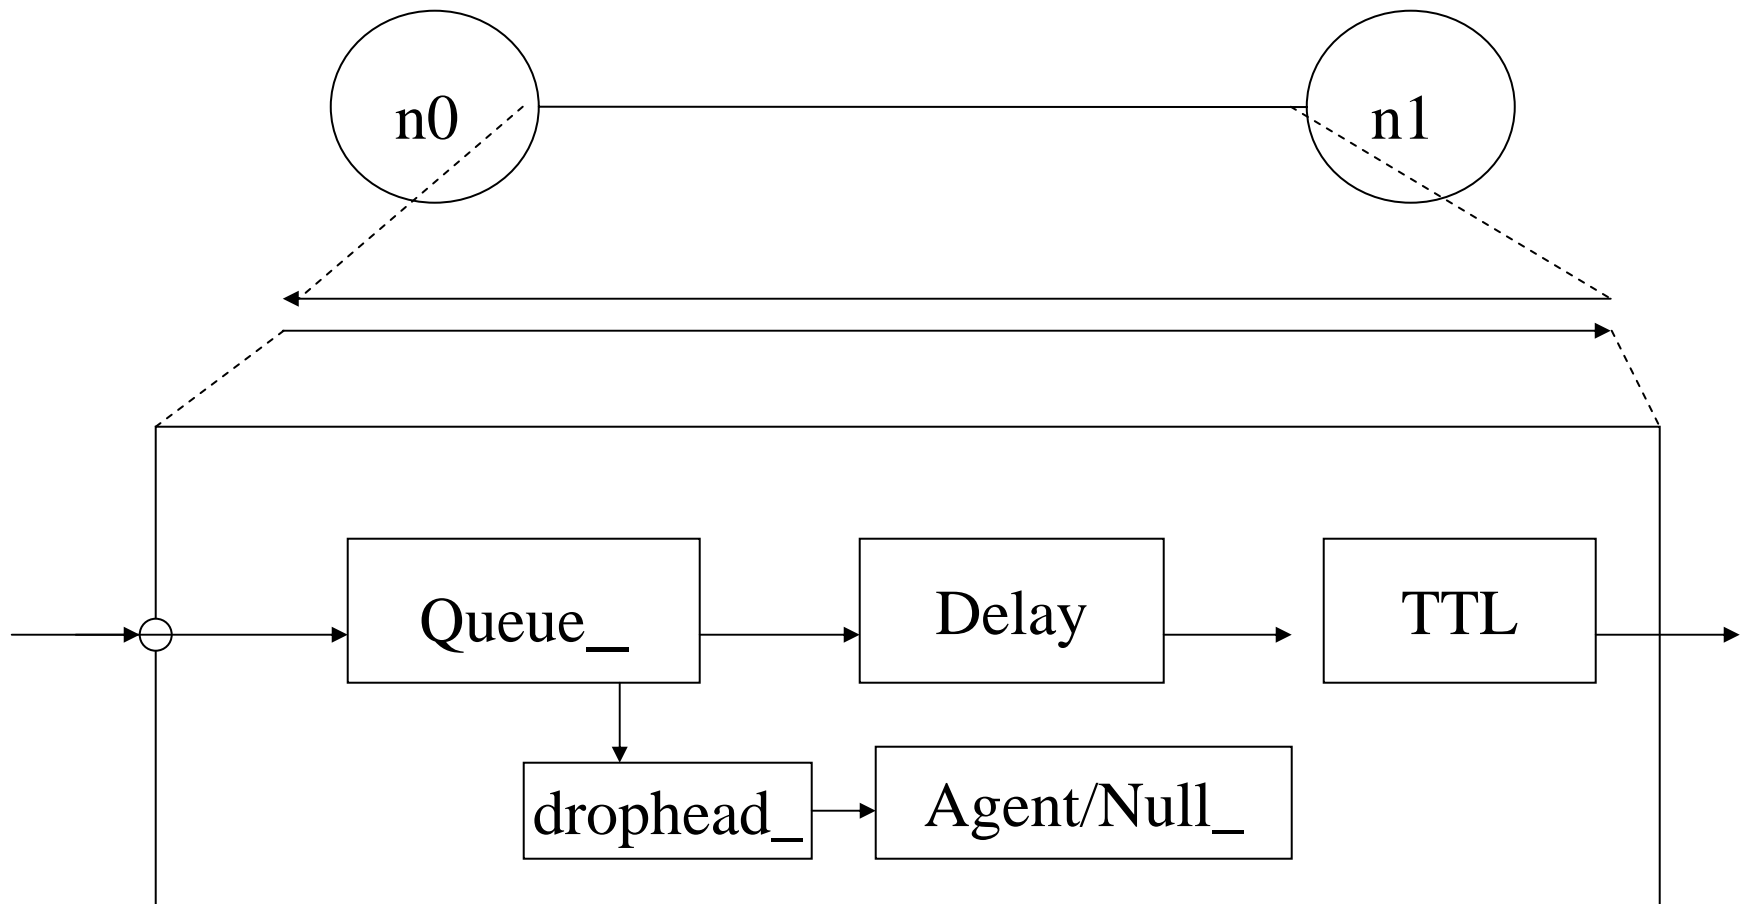 n0
n1
Queue_
Delay
TTL
drophead_
Agent/Null_